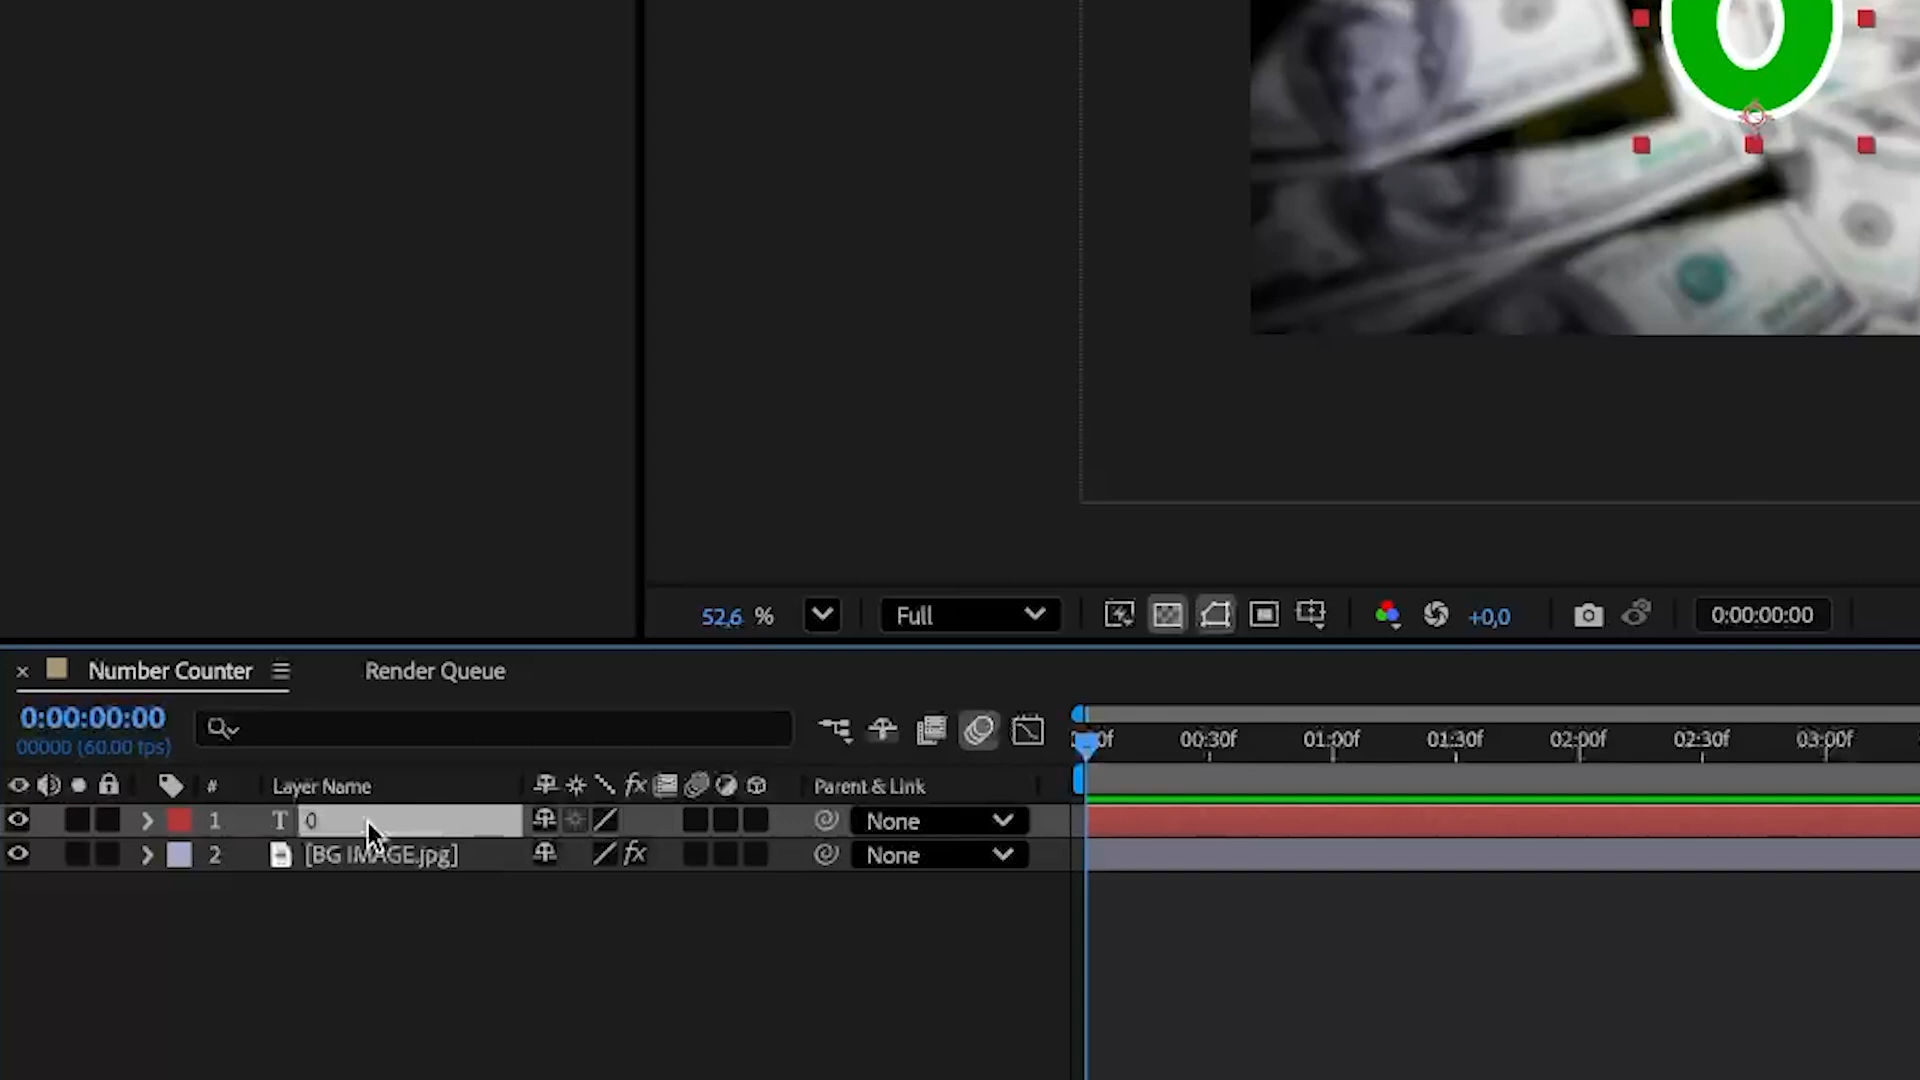 0
52,6 %
Full
+0,0
0:00:00:00
Number Counter
Render Queue
0:00:00:00
00000 (60.00 fps)
00:30f
01:00f
01:30f
02:00f
02:30f
03:00f
#
Layer Name
fx
Parent & Link
1
T
0
None
2
[BG IMAGE.jpg]
fx
None